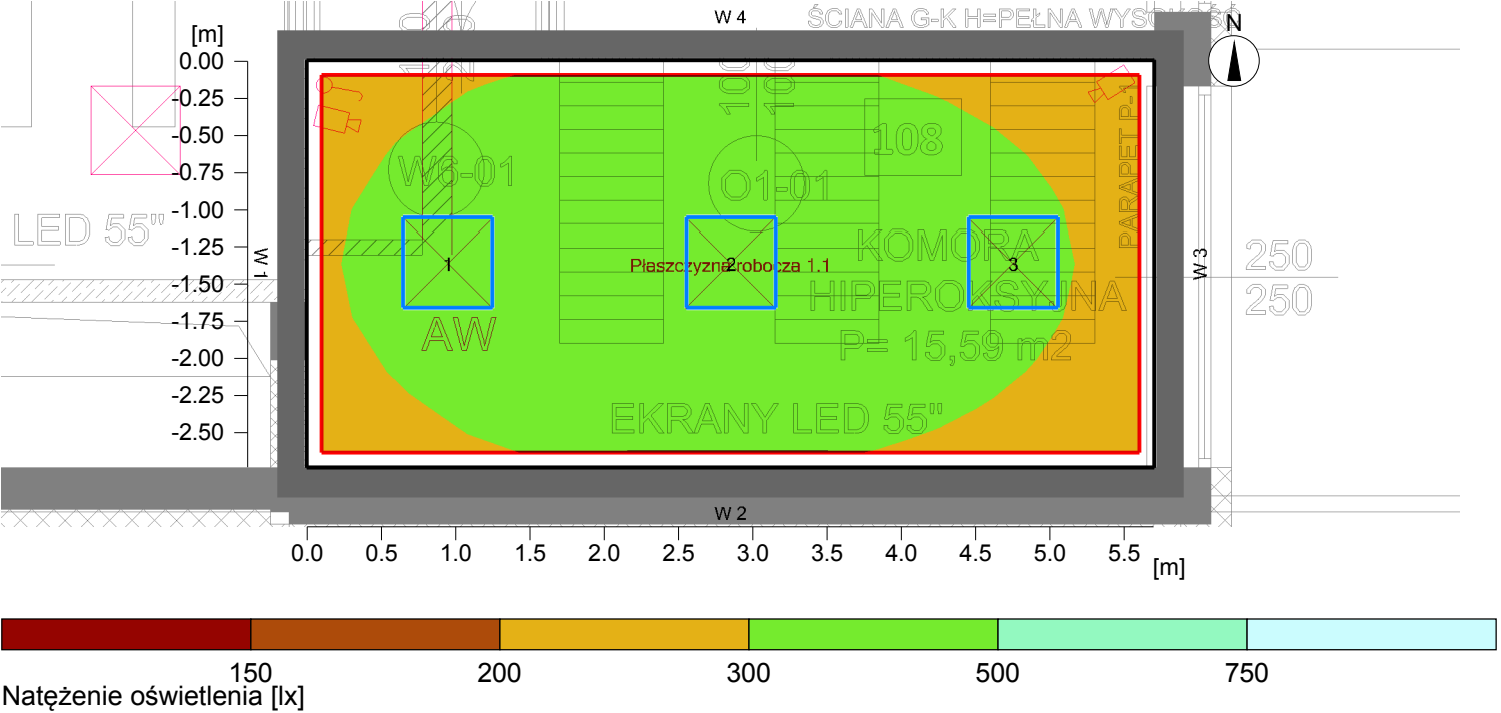 W 4
ŚCIANA G-K H=PEŁNA WYSOKOŚĆ
N
[m]
0.00
-0.25
-0.50
-0.75
-1.00
-1.25
-1.50
-1.75
-2.00
-2.25
-2.50
100
100
108
W6-01
O1-01
PARAPET P-1
LED 55"
W 1
1
Płaszczyzna robocza 1.1
2
3
KOMORA
HIPEROKSYJNA
P= 15,59 m2
W 3
250
250
AW
EKRANY LED 55"
W 2
0.0 0.5 1.0 1.5 2.0 2.5 3.0 3.5 4.0 4.5 5.0 5.5
[m]
150 200 300 500 750
Natężenie oświetlenia [lx]